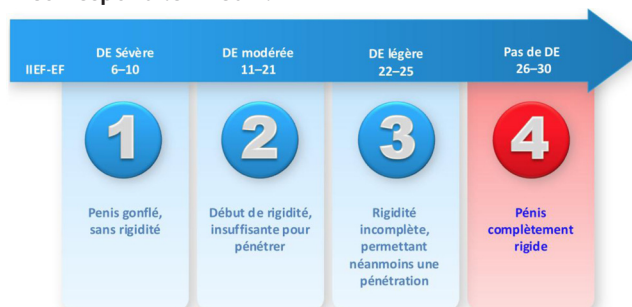 IIEF-EF
DE Sévère
6–10
DE modérée
11–21
DE légère
22–25
Pas de DE
26–30
1
2
3
4
Penis gonflé,
sans rigidité
Début de rigidité,
insuffisante pour
pénétrer
Rigidité
incomplète,
permettant
néanmoins une
pénétration
Pénis
complètement
rigide